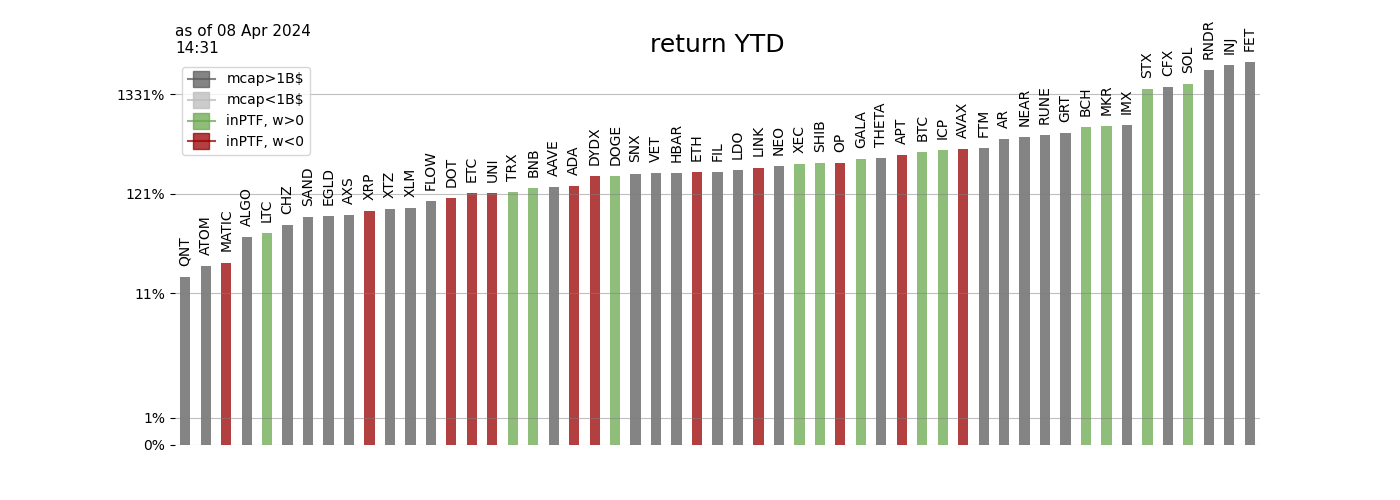 as of 08 Apr 2024
14:31
return YTD
mcap>1B$
mcap<1B$
inPTF, w>0
inPTF, w<0
1331%
121%
11%
1%
0%
QNT
ATOM
MATIC
ALGO
LTC
CHZ
SAND
EGLD
AXS
XRP
XTZ
XLM
FLOW
DOT
ETC
UNI
TRX
BNB
AAVE
ADA
DYDX
DOGE
SNX
VET
HBAR
ETH
FIL
LDO
LINK
NEO
XEC
SHIB
OP
GALA
THETA
APT
BTC
ICP
AVAX
FTM
AR
NEAR
RUNE
GRT
BCH
MKR
IMX
STX
CFX
SOL
RNDR
INJ
FET